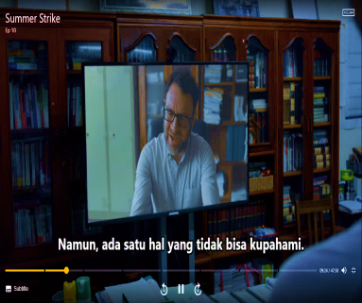 Summer Strike
Ep 10
Namun, ada satu hal yang tidak bisa kupahami.
Subtitle